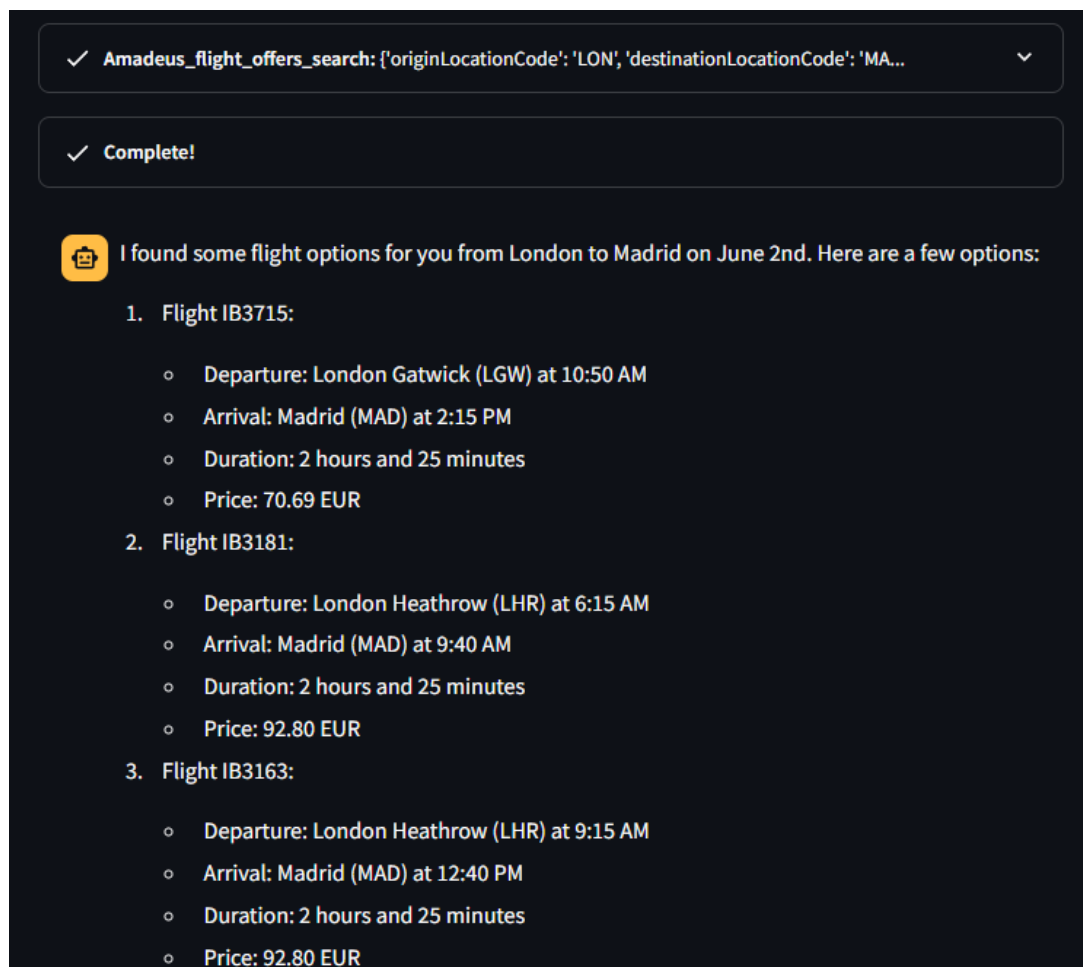 Amadeus_flight_offers_search: {'originLocationCode': 'LON', 'destinationLocationCode': 'MA...
Complete!
I found some flight options for you from London to Madrid on June 2nd. Here are a few options:
1. Flight IB3715:
◦ Departure: London Gatwick (LGW) at 10:50 AM
◦ Arrival: Madrid (MAD) at 2:15 PM
◦ Duration: 2 hours and 25 minutes
◦ Price: 70.69 EUR
2. Flight IB3181:
◦ Departure: London Heathrow (LHR) at 6:15 AM
◦ Arrival: Madrid (MAD) at 9:40 AM
◦ Duration: 2 hours and 25 minutes
◦ Price: 92.80 EUR
3. Flight IB3163:
◦ Departure: London Heathrow (LHR) at 9:15 AM
◦ Arrival: Madrid (MAD) at 12:40 PM
◦ Duration: 2 hours and 25 minutes
◦ Price: 92.80 EUR